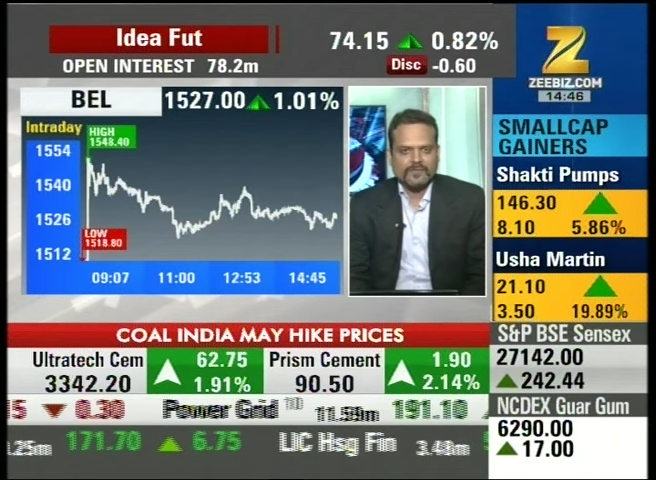 Idea Fut
74.15 0.82%
OPEN INTEREST 78.2m
Disc -0.60
ZEEBIZ.COM
14:46
BEL 1527.00 1.01%
Intraday
HIGH
1548.40
1554
1540
1526
1512
LOW
1518.80
09:07 11:00 12:53 14:45
SMALLCAP
GAINERS
Shakti Pumps
146.30
8.10 5.86%
Usha Martin
21.10
3.50 19.89%
COAL INDIA MAY HIKE PRICES
Ultratech Cem 62.75 Prism Cement 1.90
3342.20 1.91% 90.50 2.14%
S&P BSE Sensex
27142.00
242.44
0.30 Power Grid 11.59m 191.10
NCDEX Guar Gum
6290.00
17.00
.25m 171.70 6.75 LIC Hsg Fin 3.48m